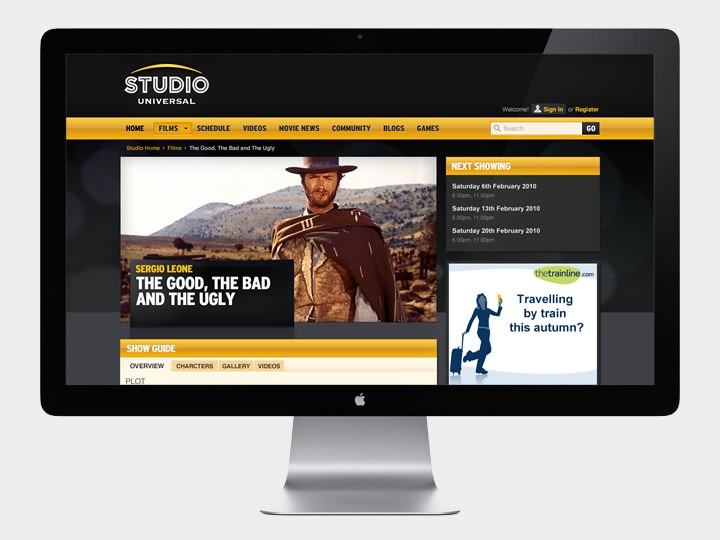 STUDIO
UNIVERSAL
Welcome! Sign In or Register
HOME FILMS SCHEDULE VIDEOS MOVIE NEWS COMMUNITY BLOGS GAMES Search GO
Studio Home Films The Good, The Bad and The Ugly
SERGIO LEONE
THE GOOD, THE BAD
AND THE UGLY
NEXT SHOWING
Saturday 6th February 2010
6.00pm, 11.00pm
Saturday 13th February 2010
6.00pm, 11.00pm
Saturday 20th February 2010
6.00pm, 11.00pm
thetrainline.com
Travelling
by train
this autumn?
SHOW GUIDE
OVERVIEW CHARCTERS GALLERY VIDEOS
PLOT